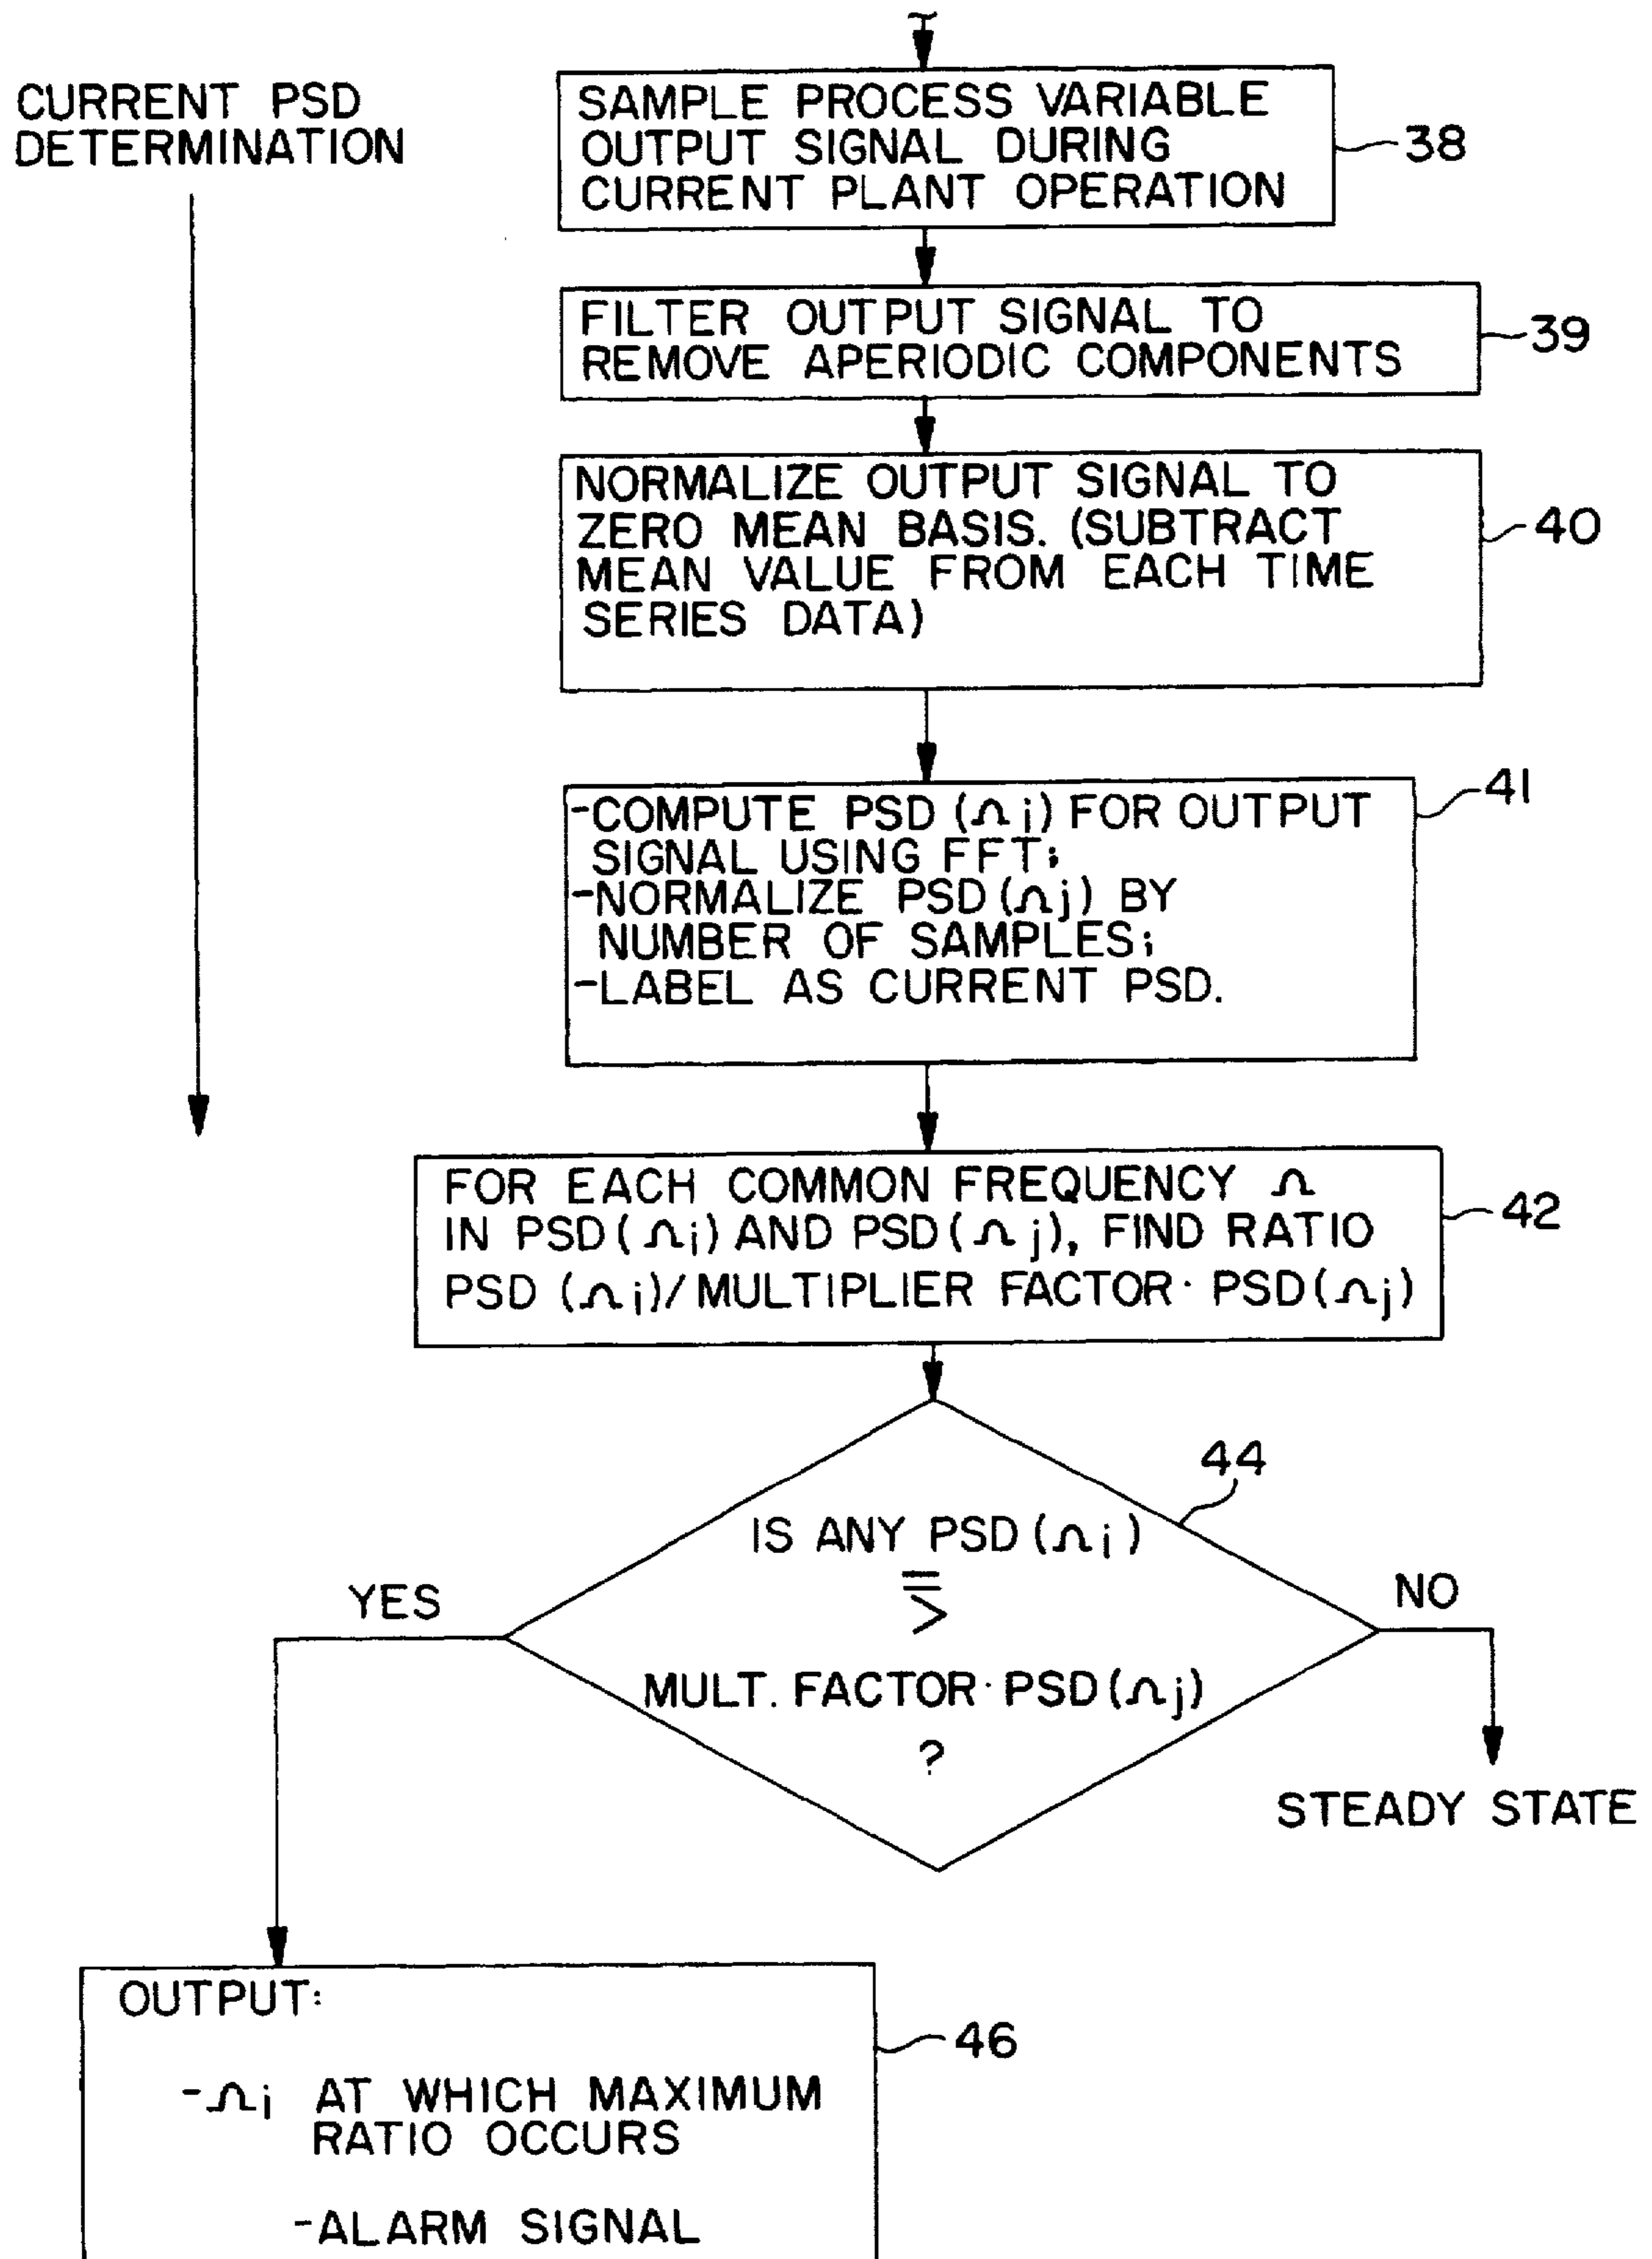 CURRENT PSD
DETERMINATION
SAMPLE PROCESS VARIABLE
OUTPUT SIGNAL DURING
CURRENT PLANT OPERATION
38
FILTER OUTPUT SIGNAL TO
REMOVE APERIODIC COMPONENTS
39
NORMALIZE OUTPUT SIGNAL TO
ZERO MEAN BASIS. (SUBTRACT
MEAN VALUE FROM EACH TIME
SERIES DATA)
40
-COMPUTE PSD (Ωi) FOR OUTPUT
SIGNAL USING FFT;
-NORMALIZE PSD (Ωj) BY
NUMBER OF SAMPLES;
-LABEL AS CURRENT PSD.
41
FOR EACH COMMON FREQUENCY Ω
IN PSD (Ωi) AND PSD (Ωj), FIND RATIO
PSD (Ωi)/MULTIPLIER FACTOR · PSD(Ωj)
42
44
IS ANY PSD (Ωi)
=
>
MULT. FACTOR · PSD (Ωj)
?
YES
NO
STEADY STATE
OUTPUT:
-Ωi AT WHICH MAXIMUM
RATIO OCCURS
-ALARM SIGNAL
46